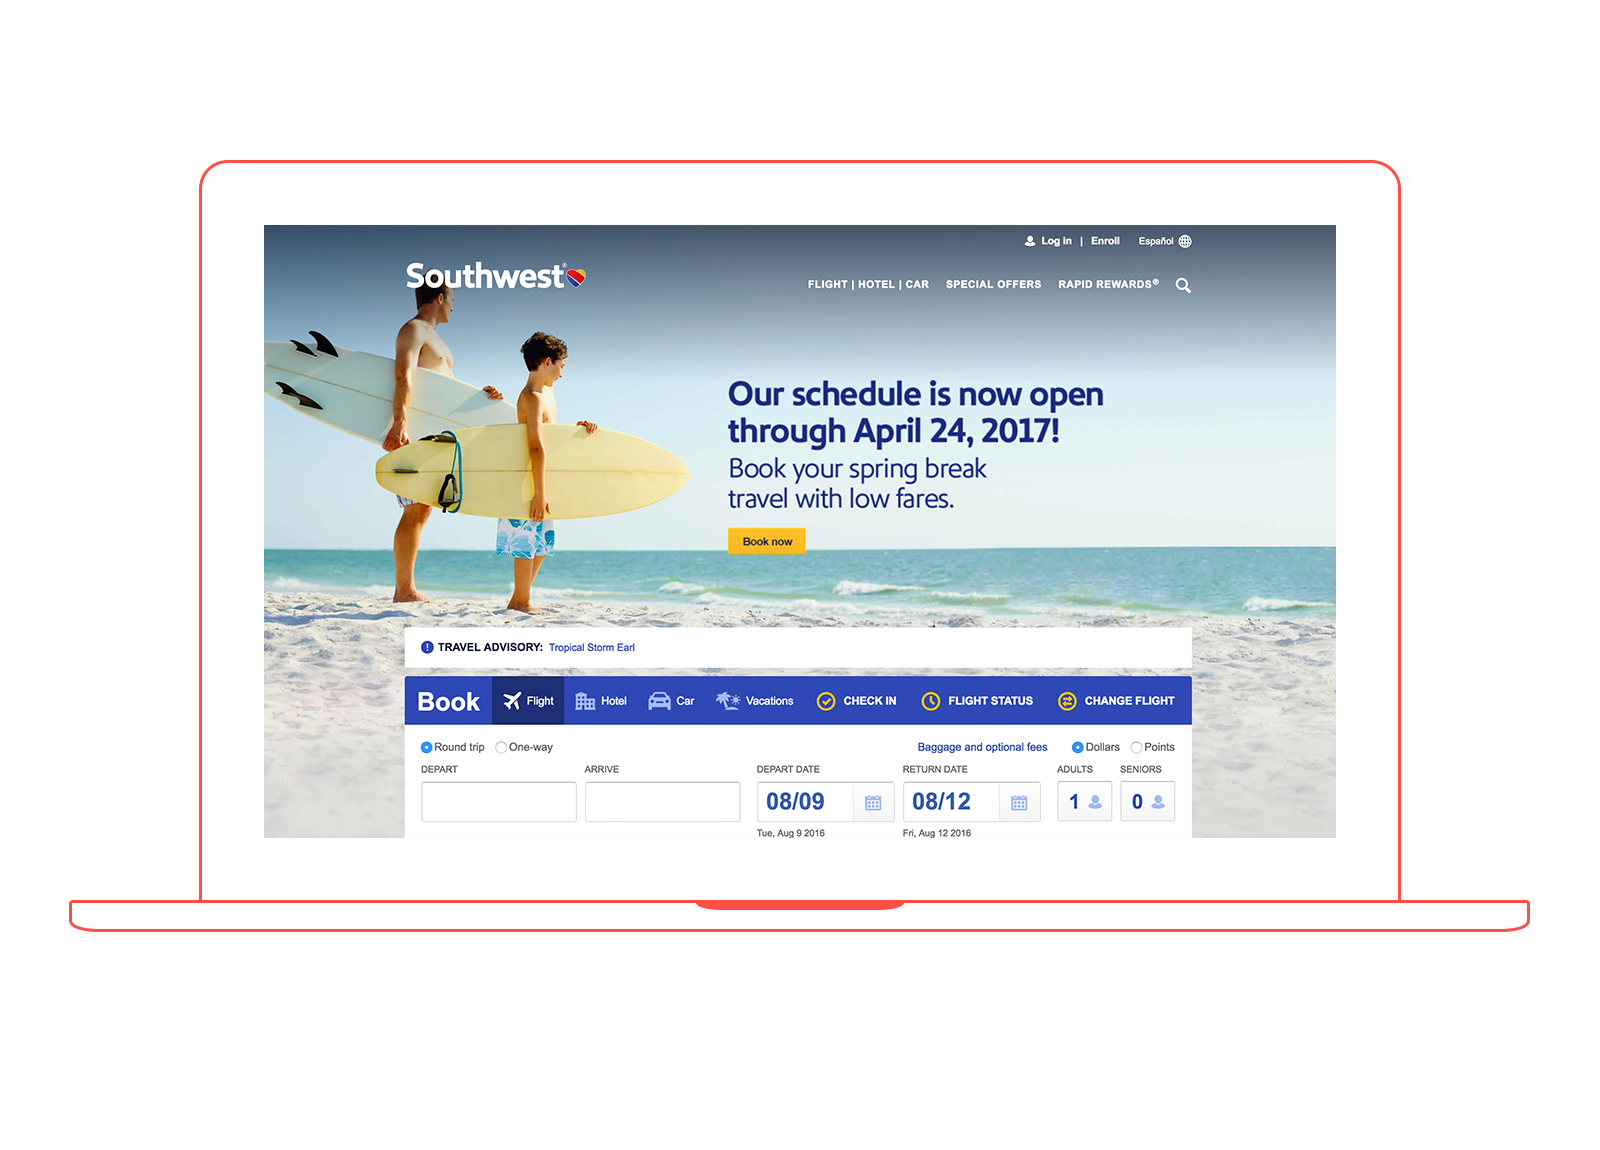 Log in | Enroll Español
Southwest®
FLIGHT | HOTEL | CAR SPECIAL OFFERS RAPID REWARDS®
Our schedule is now open
through April 24, 2017!
Book your spring break
travel with low fares.
Book now
TRAVEL ADVISORY: Tropical Storm Earl
Book Flight Hotel Car Vacations CHECK IN FLIGHT STATUS CHANGE FLIGHT
Round trip One-way Baggage and optional fees Dollars Points
DEPART ARRIVE DEPART DATE RETURN DATE ADULTS SENIORS
08/09 08/12 1 0
Tue, Aug 9 2016 Fri, Aug 12 2016